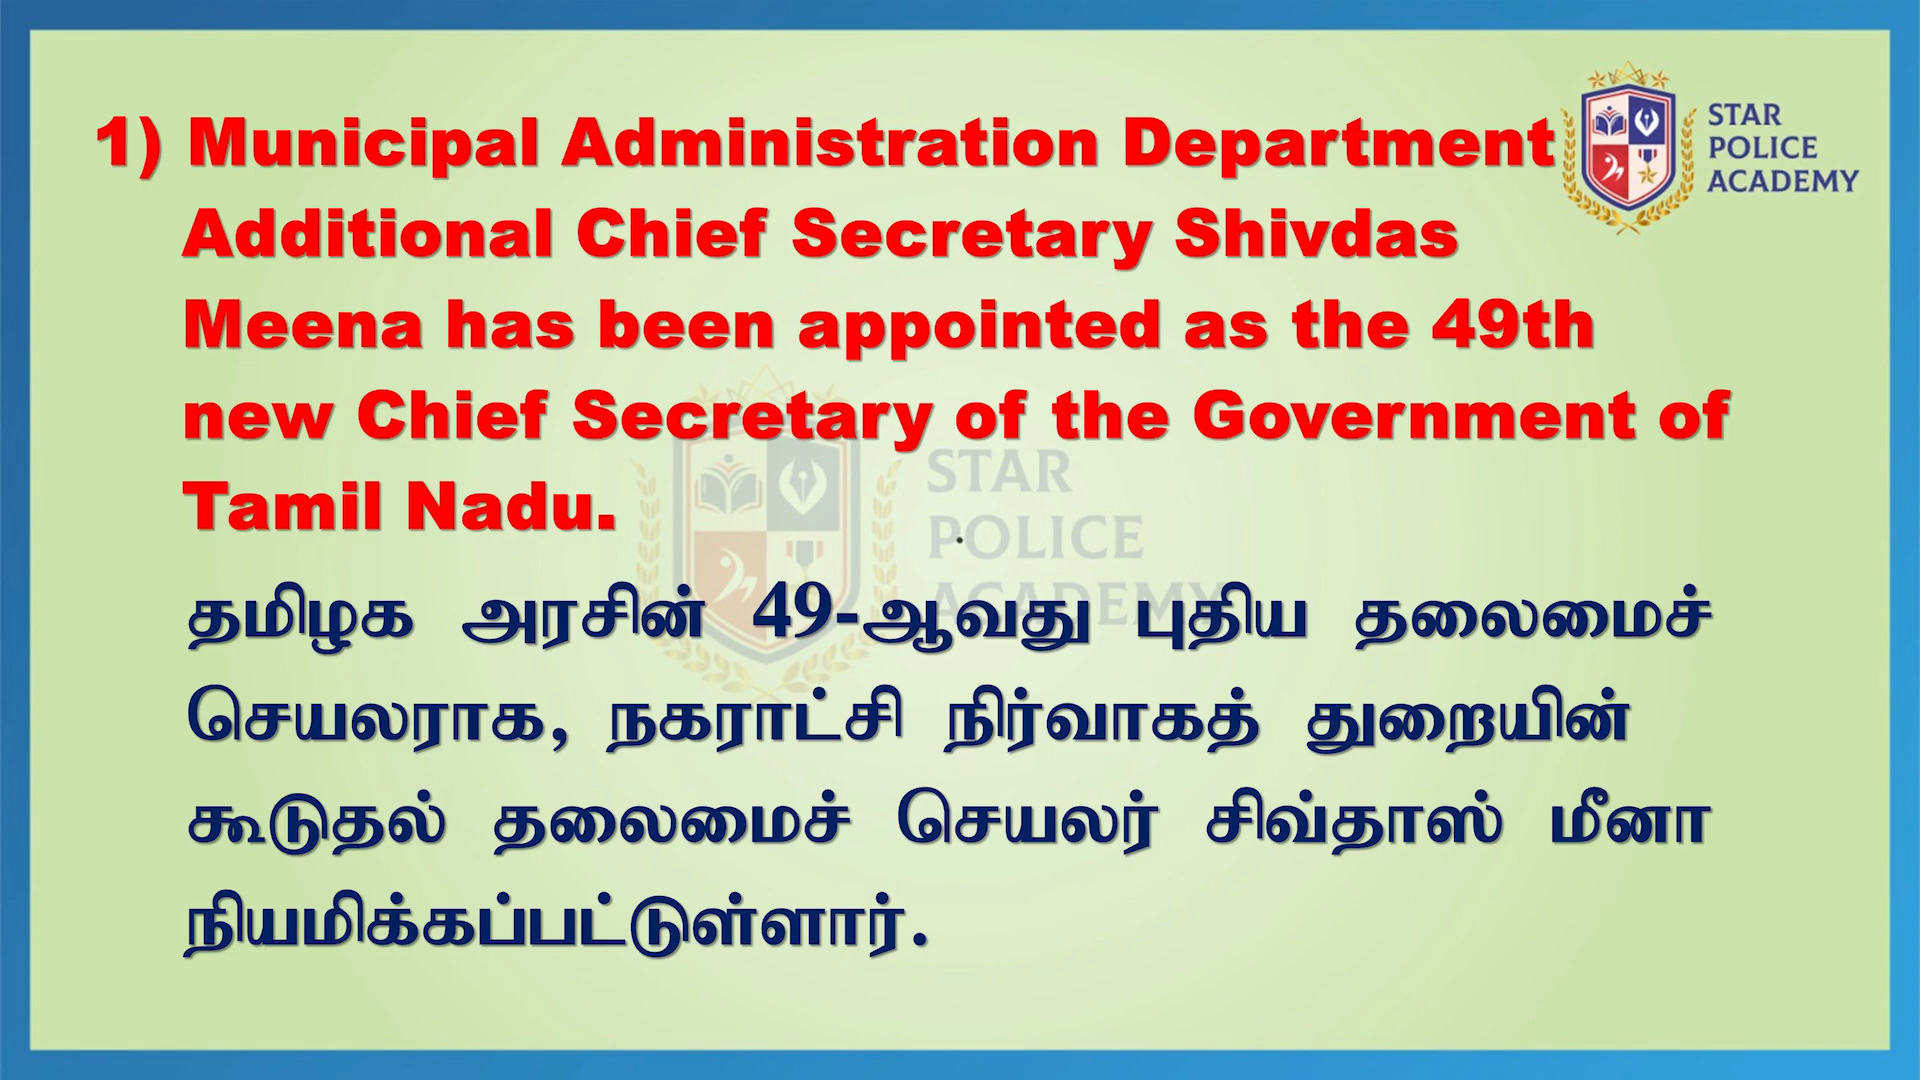 1) Municipal Administration Department
Additional Chief Secretary Shivdas
Meena has been appointed as the 49th
new Chief Secretary of the Government of
Tamil Nadu.
தமிழக அரசின் 49-ஆவது புதிய தலைமைச்
செயலராக, நகராட்சி நிர்வாகத் துறையின்
கூடுதல் தலைமைச் செயலர் சிவ்தாஸ் மீனா
நியமிக்கப்பட்டுள்ளார்.
STAR
POLICE
ACADEMY
STAR
POLICE
ACADEMY